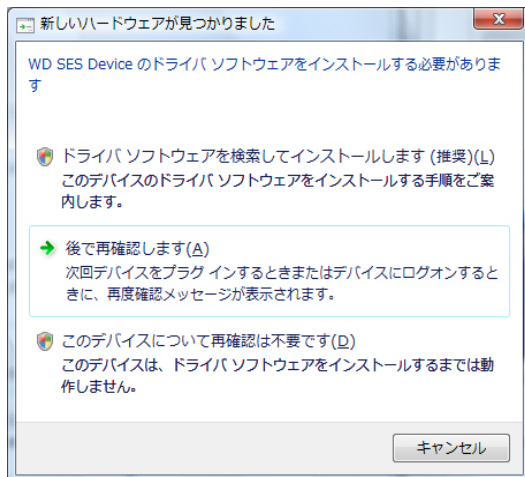 新しいハードウェアが見つかりました
WD SES Device のドライバ ソフトウェアをインストールする必要がありま
す
ドライバ ソフトウェアを検索してインストールします (推奨)(L)
このデバイスのドライバ ソフトウェアをインストールする手順をご案
内します。
後で再確認します(A)
次回デバイスをプラグ インするときまたはデバイスにログオンすると
きに、再度確認メッセージが表示されます。
このデバイスについて再確認は不要です(D)
このデバイスは、ドライバ ソフトウェアをインストールするまでは動
作しません。
キャンセル